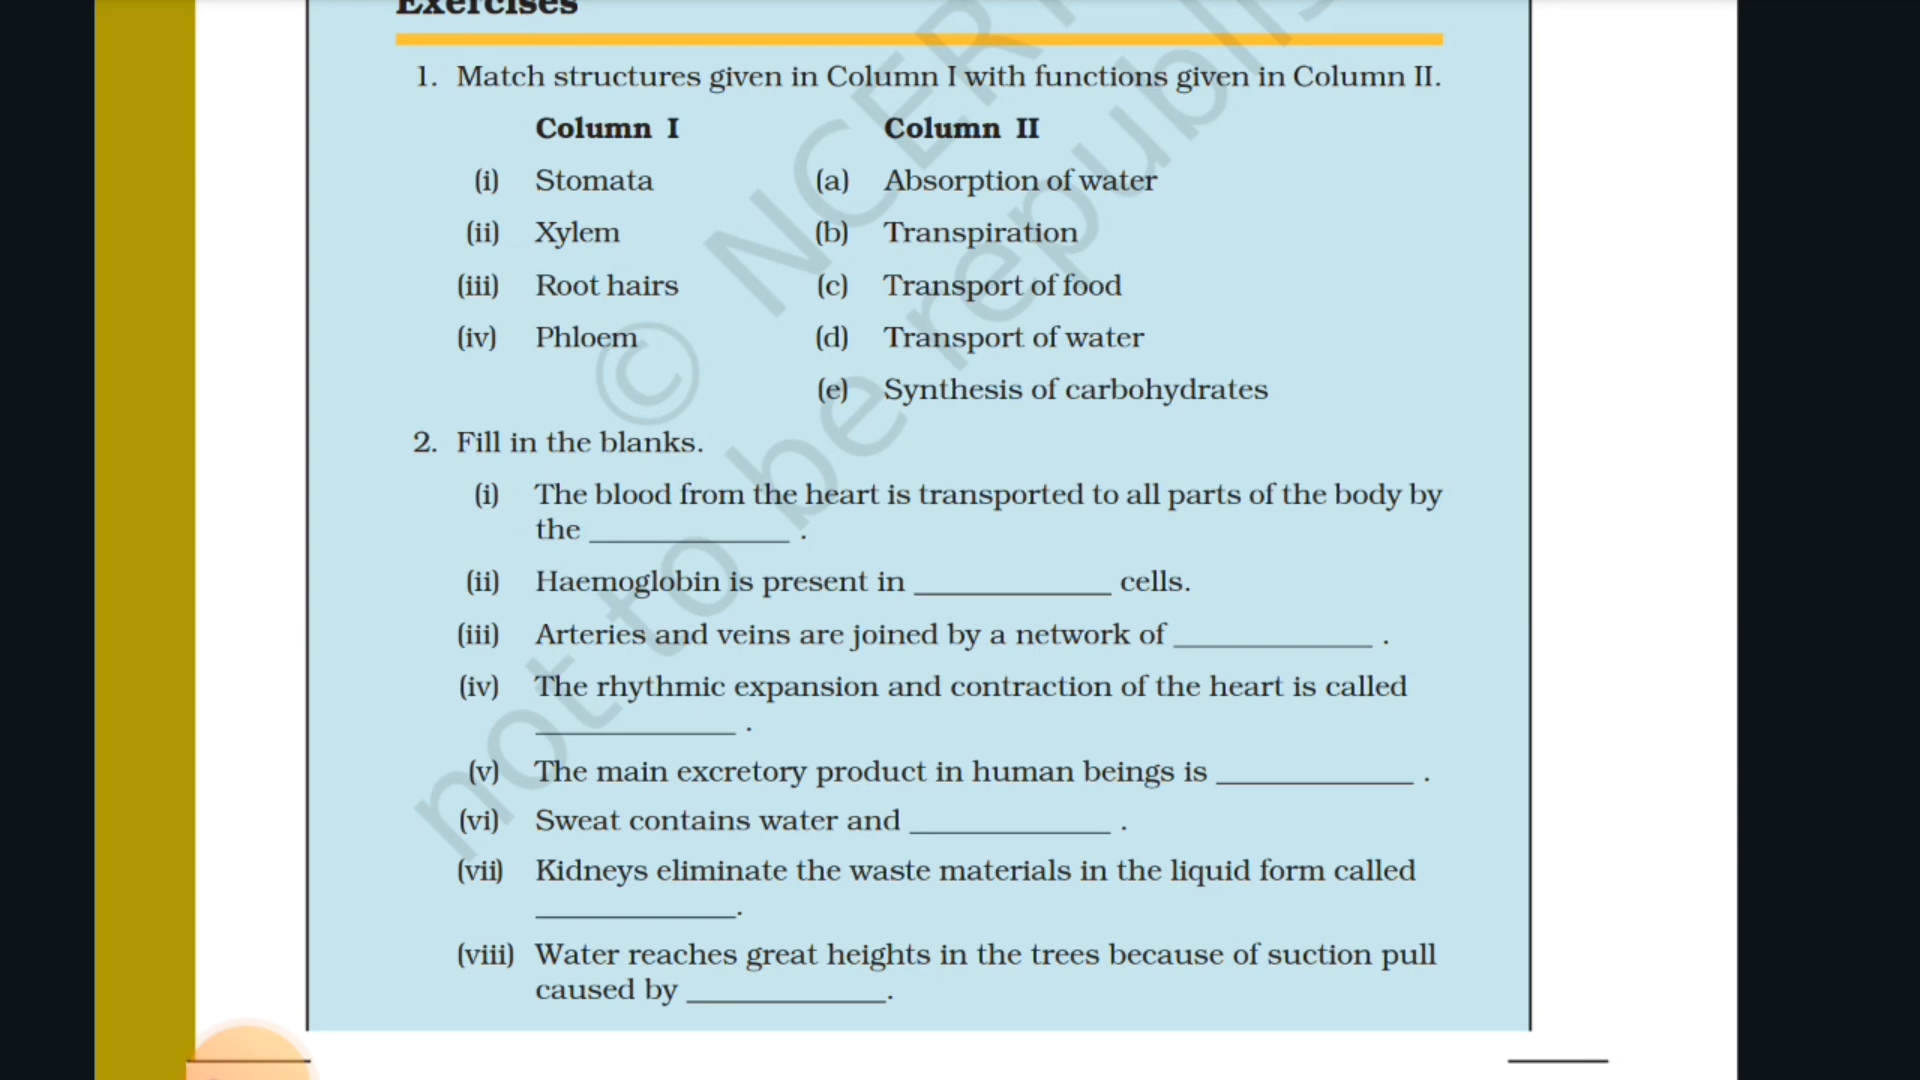 Exercises
1. Match structures given in Column I with functions given in Column II.
Column I Column II
(i) Stomata (a) Absorption of water
(ii) Xylem (b) Transpiration
(iii) Root hairs (c) Transport of food
(iv) Phloem (d) Transport of water
(e) Synthesis of carbohydrates
2. Fill in the blanks.
(i) The blood from the heart is transported to all parts of the body by
the ____________ .
(ii) Haemoglobin is present in ____________ cells.
(iii) Arteries and veins are joined by a network of ____________ .
(iv) The rhythmic expansion and contraction of the heart is called
____________ .
(v) The main excretory product in human beings is ____________ .
(vi) Sweat contains water and ____________ .
(vii) Kidneys eliminate the waste materials in the liquid form called
____________.
(viii) Water reaches great heights in the trees because of suction pull
caused by ____________.
© NCER
not to be republis